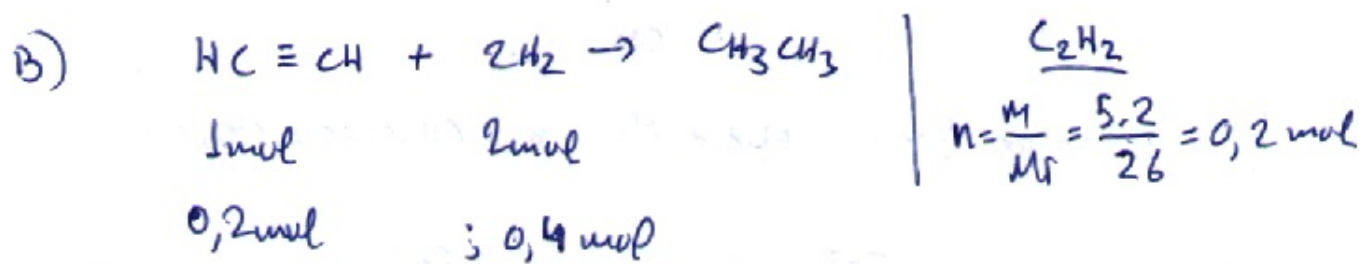 B) HC ≡ CH + 2H2 → CH3CH3
1mol 2mol
0,2mol ; 0,4 mol
C2H2
n = M/Mr = 5.2/26 = 0,2 mol